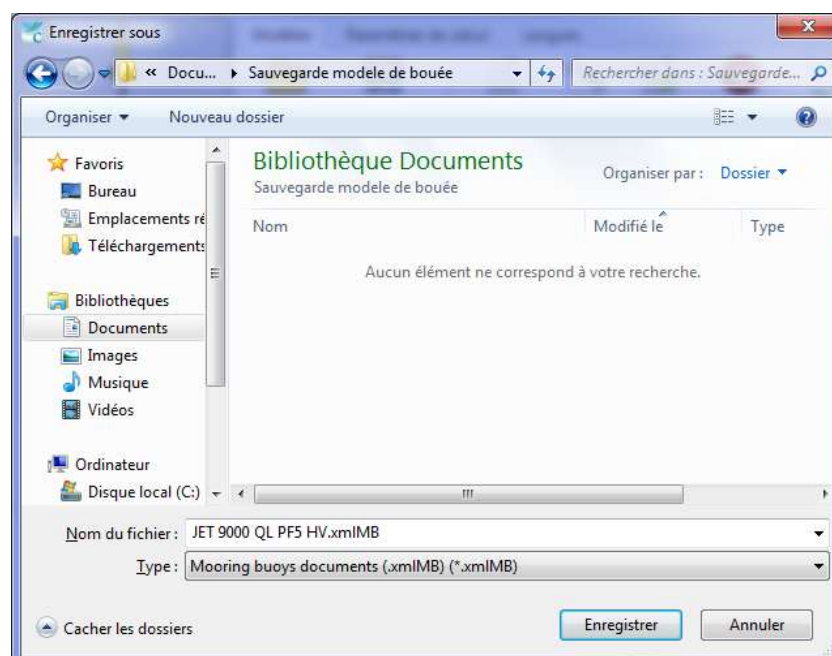 Enregistrer sous
« Docu... Sauvegarde modele de bouée
Rechercher dans : Sauvegarde...
Organiser Nouveau dossier
Favoris
Bureau
Emplacements ré
Téléchargements
Bibliothèques
Documents
Images
Musique
Vidéos
Ordinateur
Disque local (C:)
Bibliothèque Documents
Sauvegarde modele de bouée
Organiser par : Dossier
Nom Modifié le Type
Aucun élément ne correspond à votre recherche.
Nom du fichier : JET 9000 QL PF5 HV.xmlMB
Type : Mooring buoys documents (.xmlMB) (*.xmlMB)
Cacher les dossiers
Enregistrer Annuler